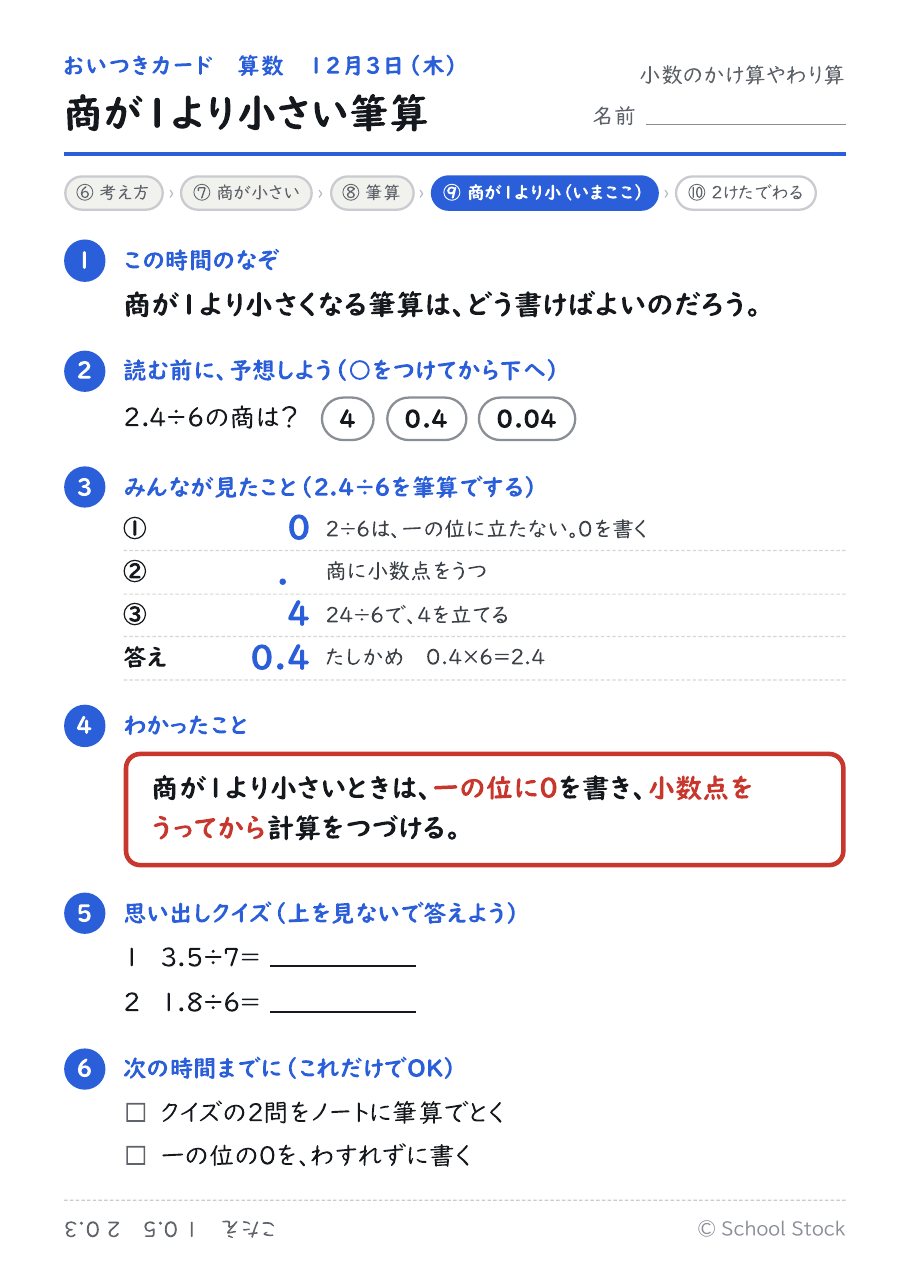 おいつきカード　算数　12月3日（木）
小数のかけ算やわり算
商が1より小さい筆算
名前
⑥ 考え方 › ⑦ 商が小さい › ⑧ 筆算 › ⑨ 商が1より小（いまここ） › ⑩ 2けたでわる
1 この時間のなぞ
商が1より小さくなる筆算は、どう書けばよいのだろう。
2 読む前に、予想しよう（○をつけてから下へ）
2.4÷6の商は？ 4 0.4 0.04
3 みんなが見たこと（2.4÷6を筆算でする）
① 0 2÷6は、一の位に立たない。0を書く
② . 商に小数点をうつ
③ 4 24÷6で、4を立てる
答え 0.4 たしかめ　0.4×6=2.4
4 わかったこと
商が1より小さいときは、一の位に0を書き、小数点を
うってから計算をつづける。
5 思い出しクイズ（上を見ないで答えよう）
1 3.5÷7=
2 1.8÷6=
6 次の時間までに（これだけでOK）
□ クイズの2問をノートに筆算でとく
□ 一の位の0を、わすれずに書く
こたえ　1 0.5　2 0.3
© School Stock